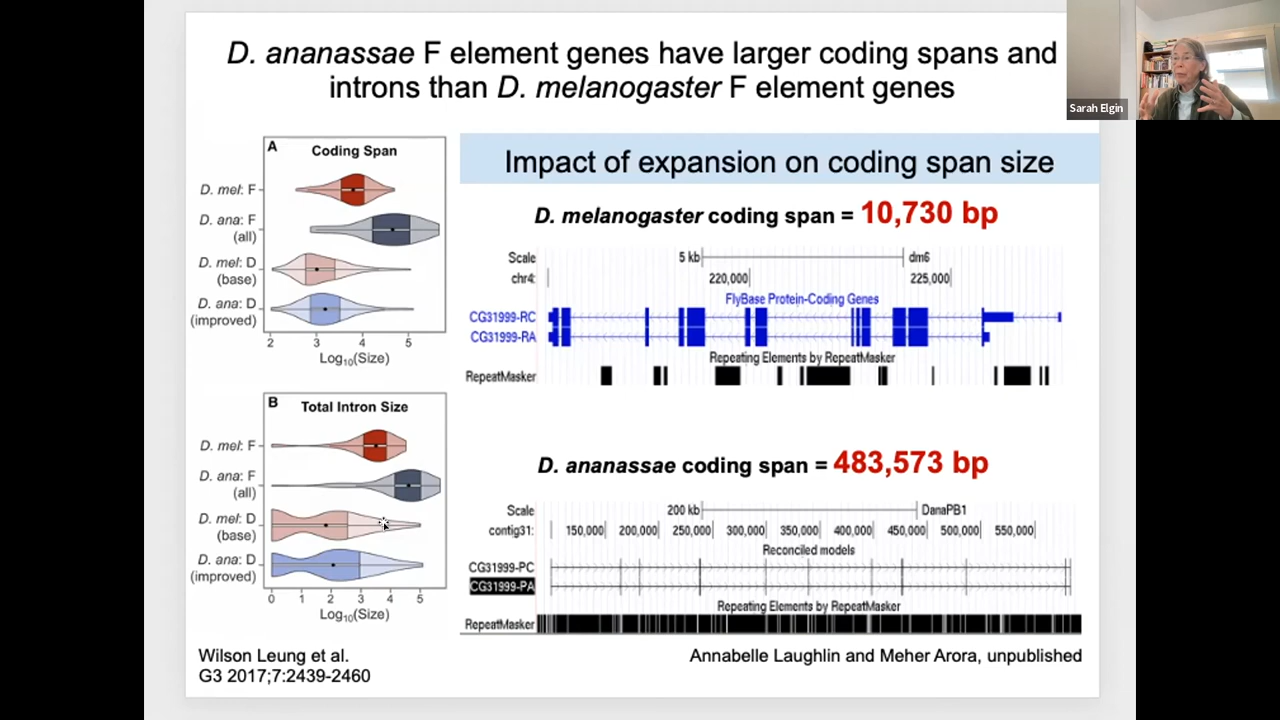 D. ananassae F element genes have larger coding spans and
introns than D. melanogaster F element genes
Sarah Elgin
A
Coding Span
D. mel: F
D. ana: F
(all)
D. mel: D
(base)
D. ana: D
(improved)
2 3 4 5
Log10(Size)
B
Total Intron Size
D. mel: F
D. ana: F
(all)
D. mel: D
(base)
D. ana: D
(improved)
0 1 2 3 4 5
Log10(Size)
Wilson Leung et al.
G3 2017;7:2439-2460
Impact of expansion on coding span size
D. melanogaster coding span = 10,730 bp
Scale 5 kb dm6
chr4: 220,000 225,000
FlyBase Protein-Coding Genes
CG31999-RC
CG31999-RA
Repeating Elements by RepeatMasker
RepeatMasker
D. ananassae coding span = 483,573 bp
Scale 200 kb DanaPB1
contig31: 150,000 200,000 250,000 300,000 350,000 400,000 450,000 500,000 550,000
Reconciled models
CG31999-PC
CG31999-PA
Repeating Elements by RepeatMasker
RepeatMasker
Annabelle Laughlin and Meher Arora, unpublished